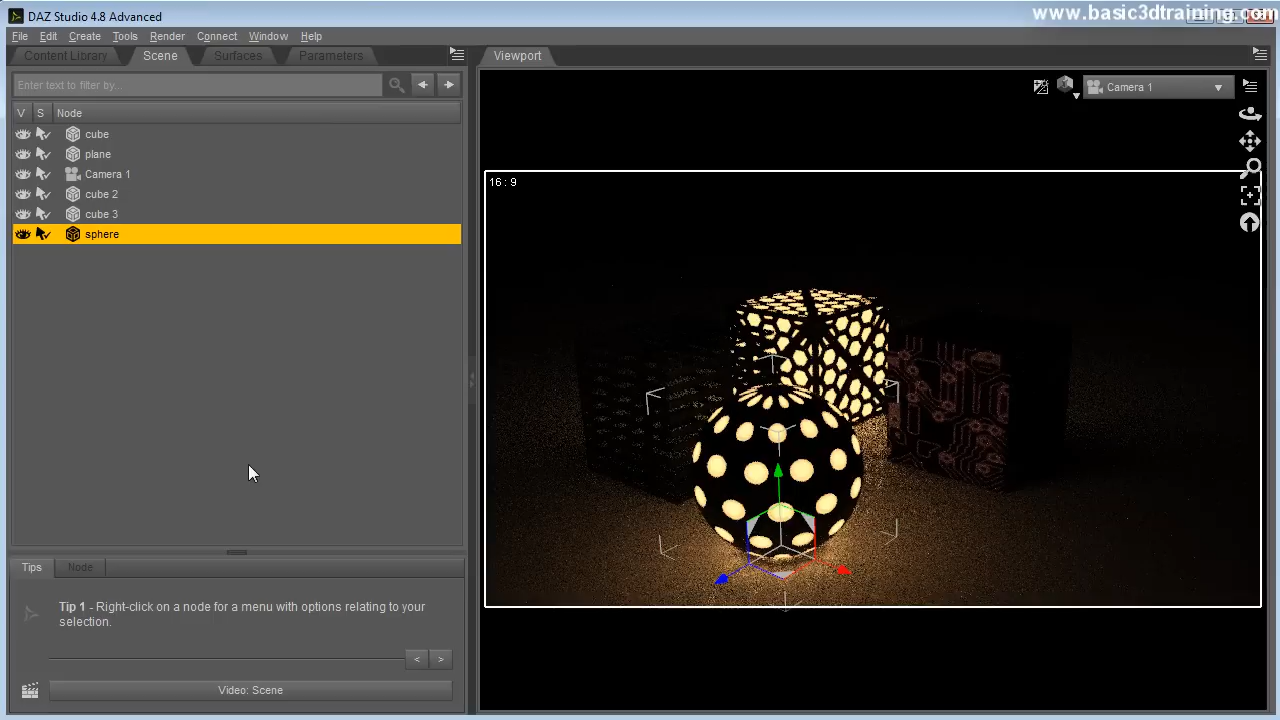 DAZ Studio 4.8 Advanced
www.basic3dtraining.com
File Edit Create Tools Render Connect Window Help
Content Library Scene Surfaces Parameters
Viewport
Enter text to filter by...
Camera 1
V S Node
cube
plane
Camera 1
cube 2
cube 3
sphere
16 : 9
Tips Node
Tip 1 - Right-click on a node for a menu with options relating to your
selection.
< >
Video: Scene